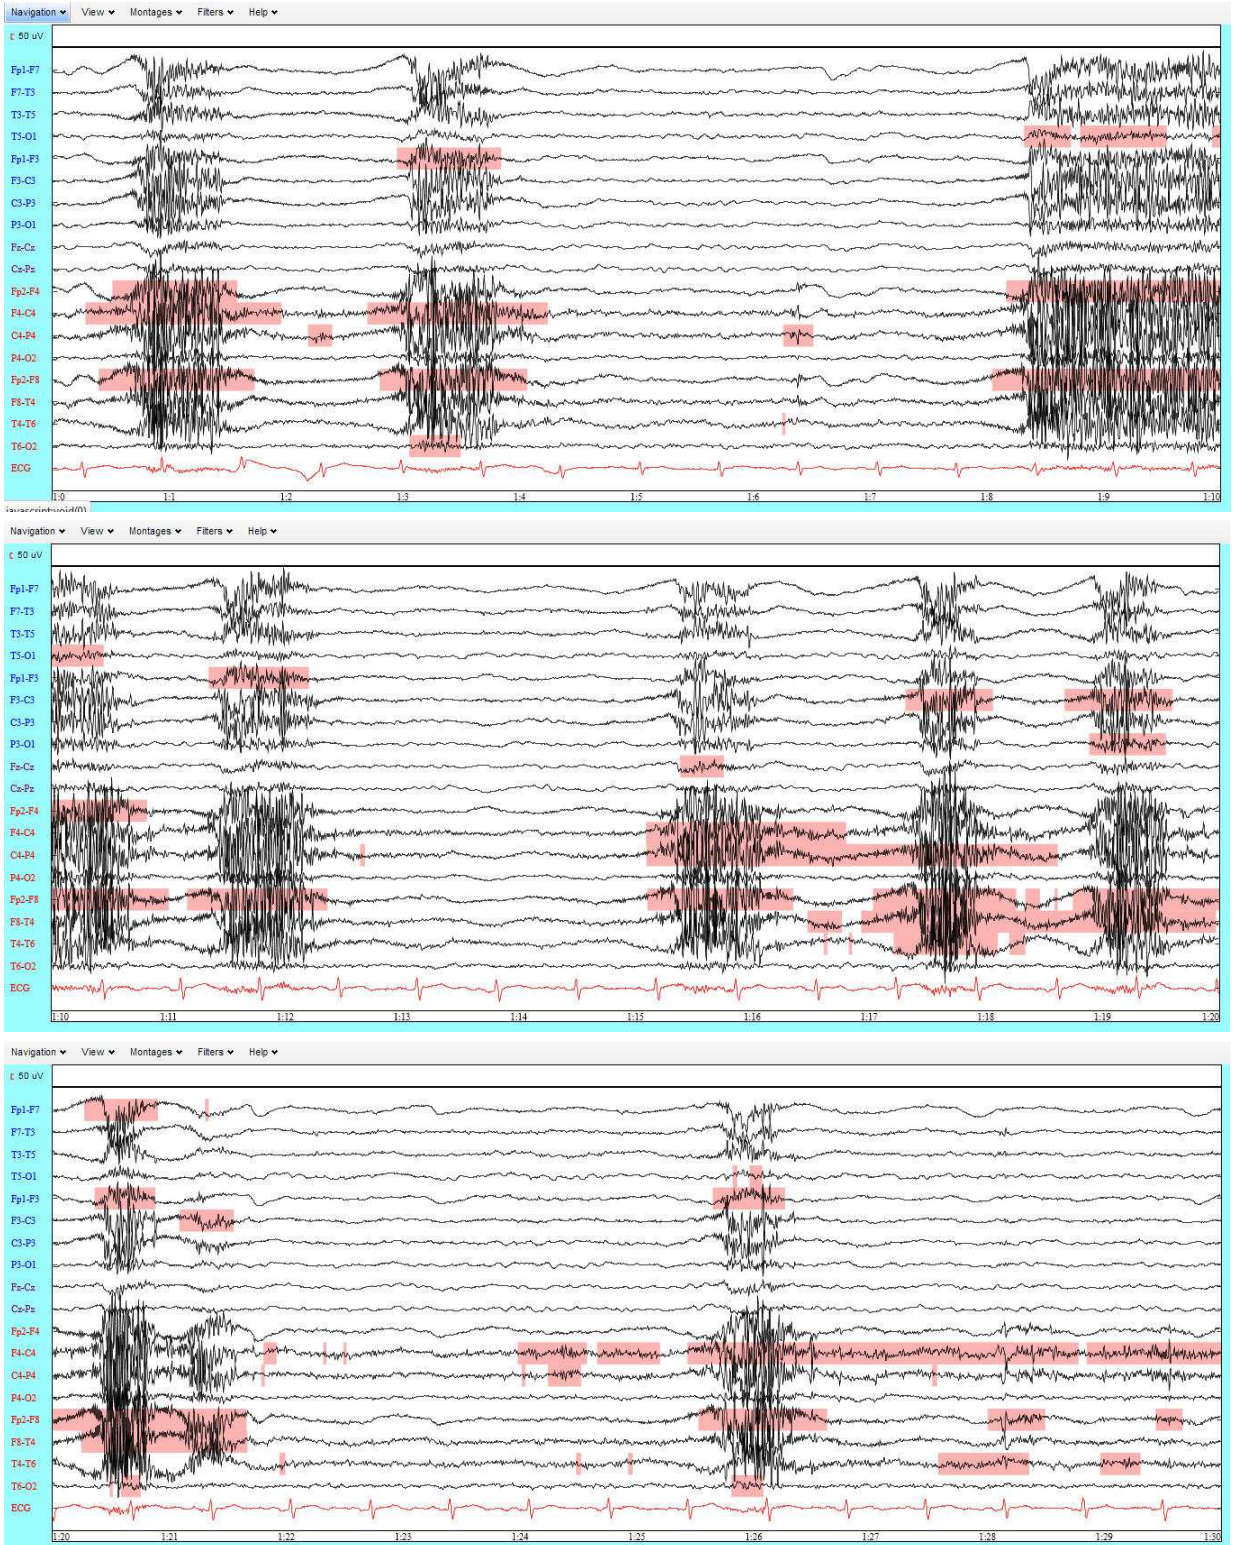 Navigation View Montages Filters Help
50 uV
Fp1-F7
F7-T3
T3-T5
T5-O1
Fp1-F3
F3-C3
C3-P3
P3-O1
Fz-Cz
Cz-Pz
Fp2-F4
F4-C4
C4-P4
P4-O2
Fp2-F8
F8-T4
T4-T6
T6-O2
ECG
1:0 1:1 1:2 1:3 1:4 1:5 1:6 1:7 1:8 1:9 1:10
javascript:void(0)
Navigation View Montages Filters Help
50 uV
Fp1-F7
F7-T3
T3-T5
T5-O1
Fp1-F3
F3-C3
C3-P3
P3-O1
Fz-Cz
Cz-Pz
Fp2-F4
F4-C4
C4-P4
P4-O2
Fp2-F8
F8-T4
T4-T6
T6-O2
ECG
1:10 1:11 1:12 1:13 1:14 1:15 1:16 1:17 1:18 1:19 1:20
Navigation View Montages Filters Help
50 uV
Fp1-F7
F7-T3
T3-T5
T5-O1
Fp1-F3
F3-C3
C3-P3
P3-O1
Fz-Cz
Cz-Pz
Fp2-F4
F4-C4
C4-P4
P4-O2
Fp2-F8
F8-T4
T4-T6
T6-O2
ECG
1:20 1:21 1:22 1:23 1:24 1:25 1:26 1:27 1:28 1:29 1:30